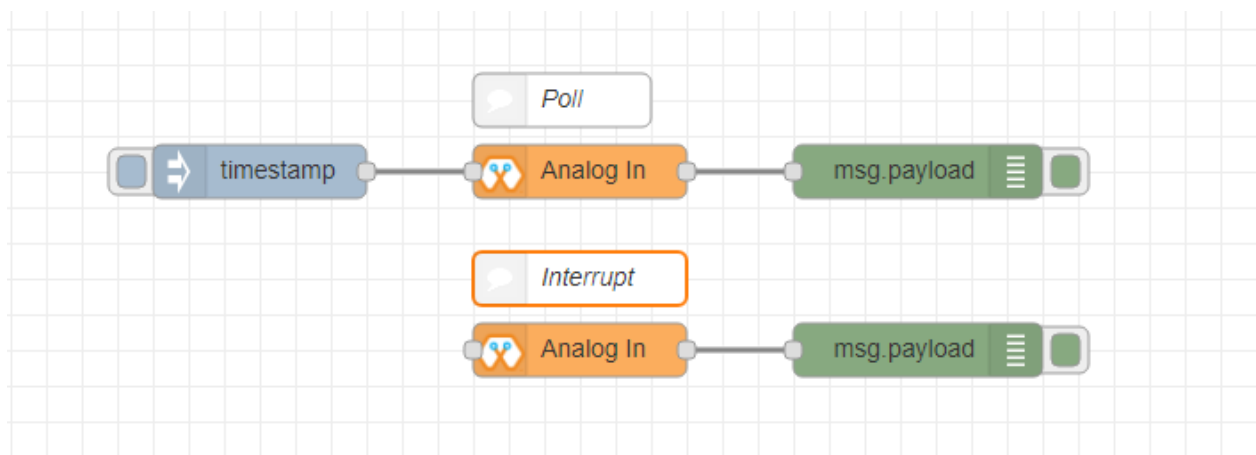 Poll
timestamp
Analog In
msg.payload
Interrupt
Analog In
msg.payload